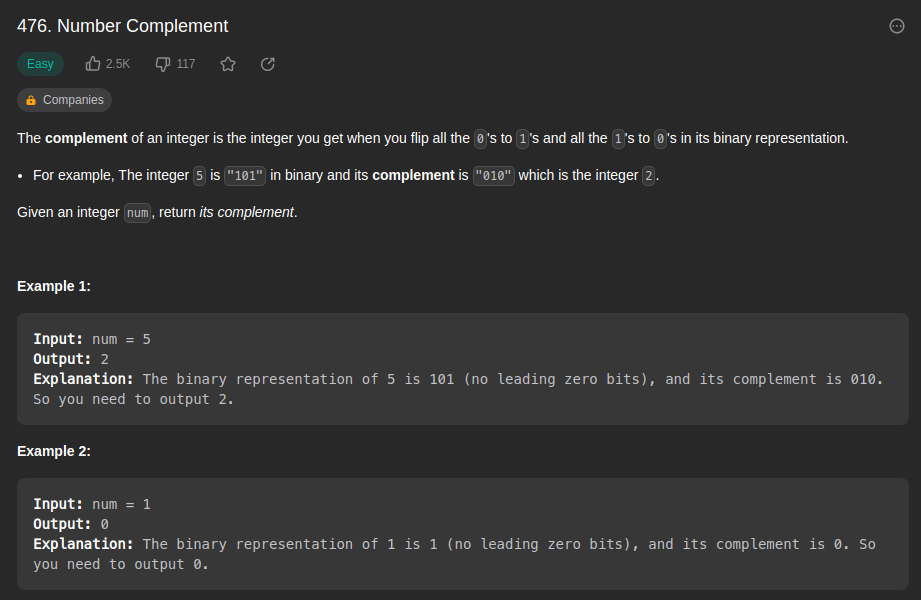 476. Number Complement
Easy 2.5K 117
Companies
The complement of an integer is the integer you get when you flip all the 0's to 1's and all the 1's to 0's in its binary representation.
• For example, The integer 5 is "101" in binary and its complement is "010" which is the integer 2.
Given an integer num, return its complement.
Example 1:
Input: num = 5
Output: 2
Explanation: The binary representation of 5 is 101 (no leading zero bits), and its complement is 010.
So you need to output 2.
Example 2:
Input: num = 1
Output: 0
Explanation: The binary representation of 1 is 1 (no leading zero bits), and its complement is 0. So
you need to output 0.